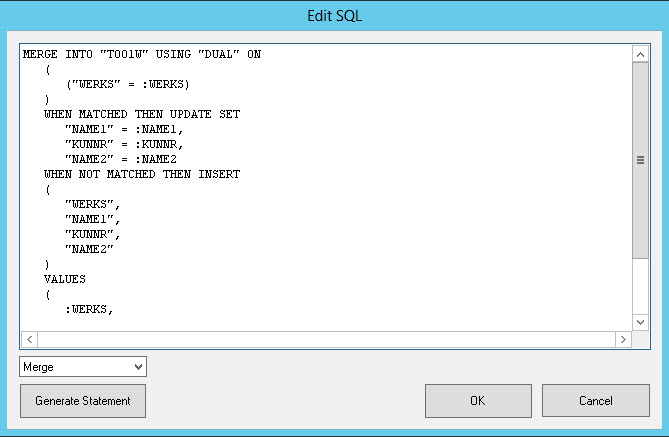 Edit SQL
MERGE INTO "T001W" USING "DUAL" ON
(
("WERKS" = :WERKS)
)
WHEN MATCHED THEN UPDATE SET
"NAME1" = :NAME1,
"KUNNR" = :KUNNR,
"NAME2" = :NAME2
WHEN NOT MATCHED THEN INSERT
(
"WERKS",
"NAME1",
"KUNNR",
"NAME2"
)
VALUES
(
:WERKS,
Merge
Generate Statement
OK
Cancel